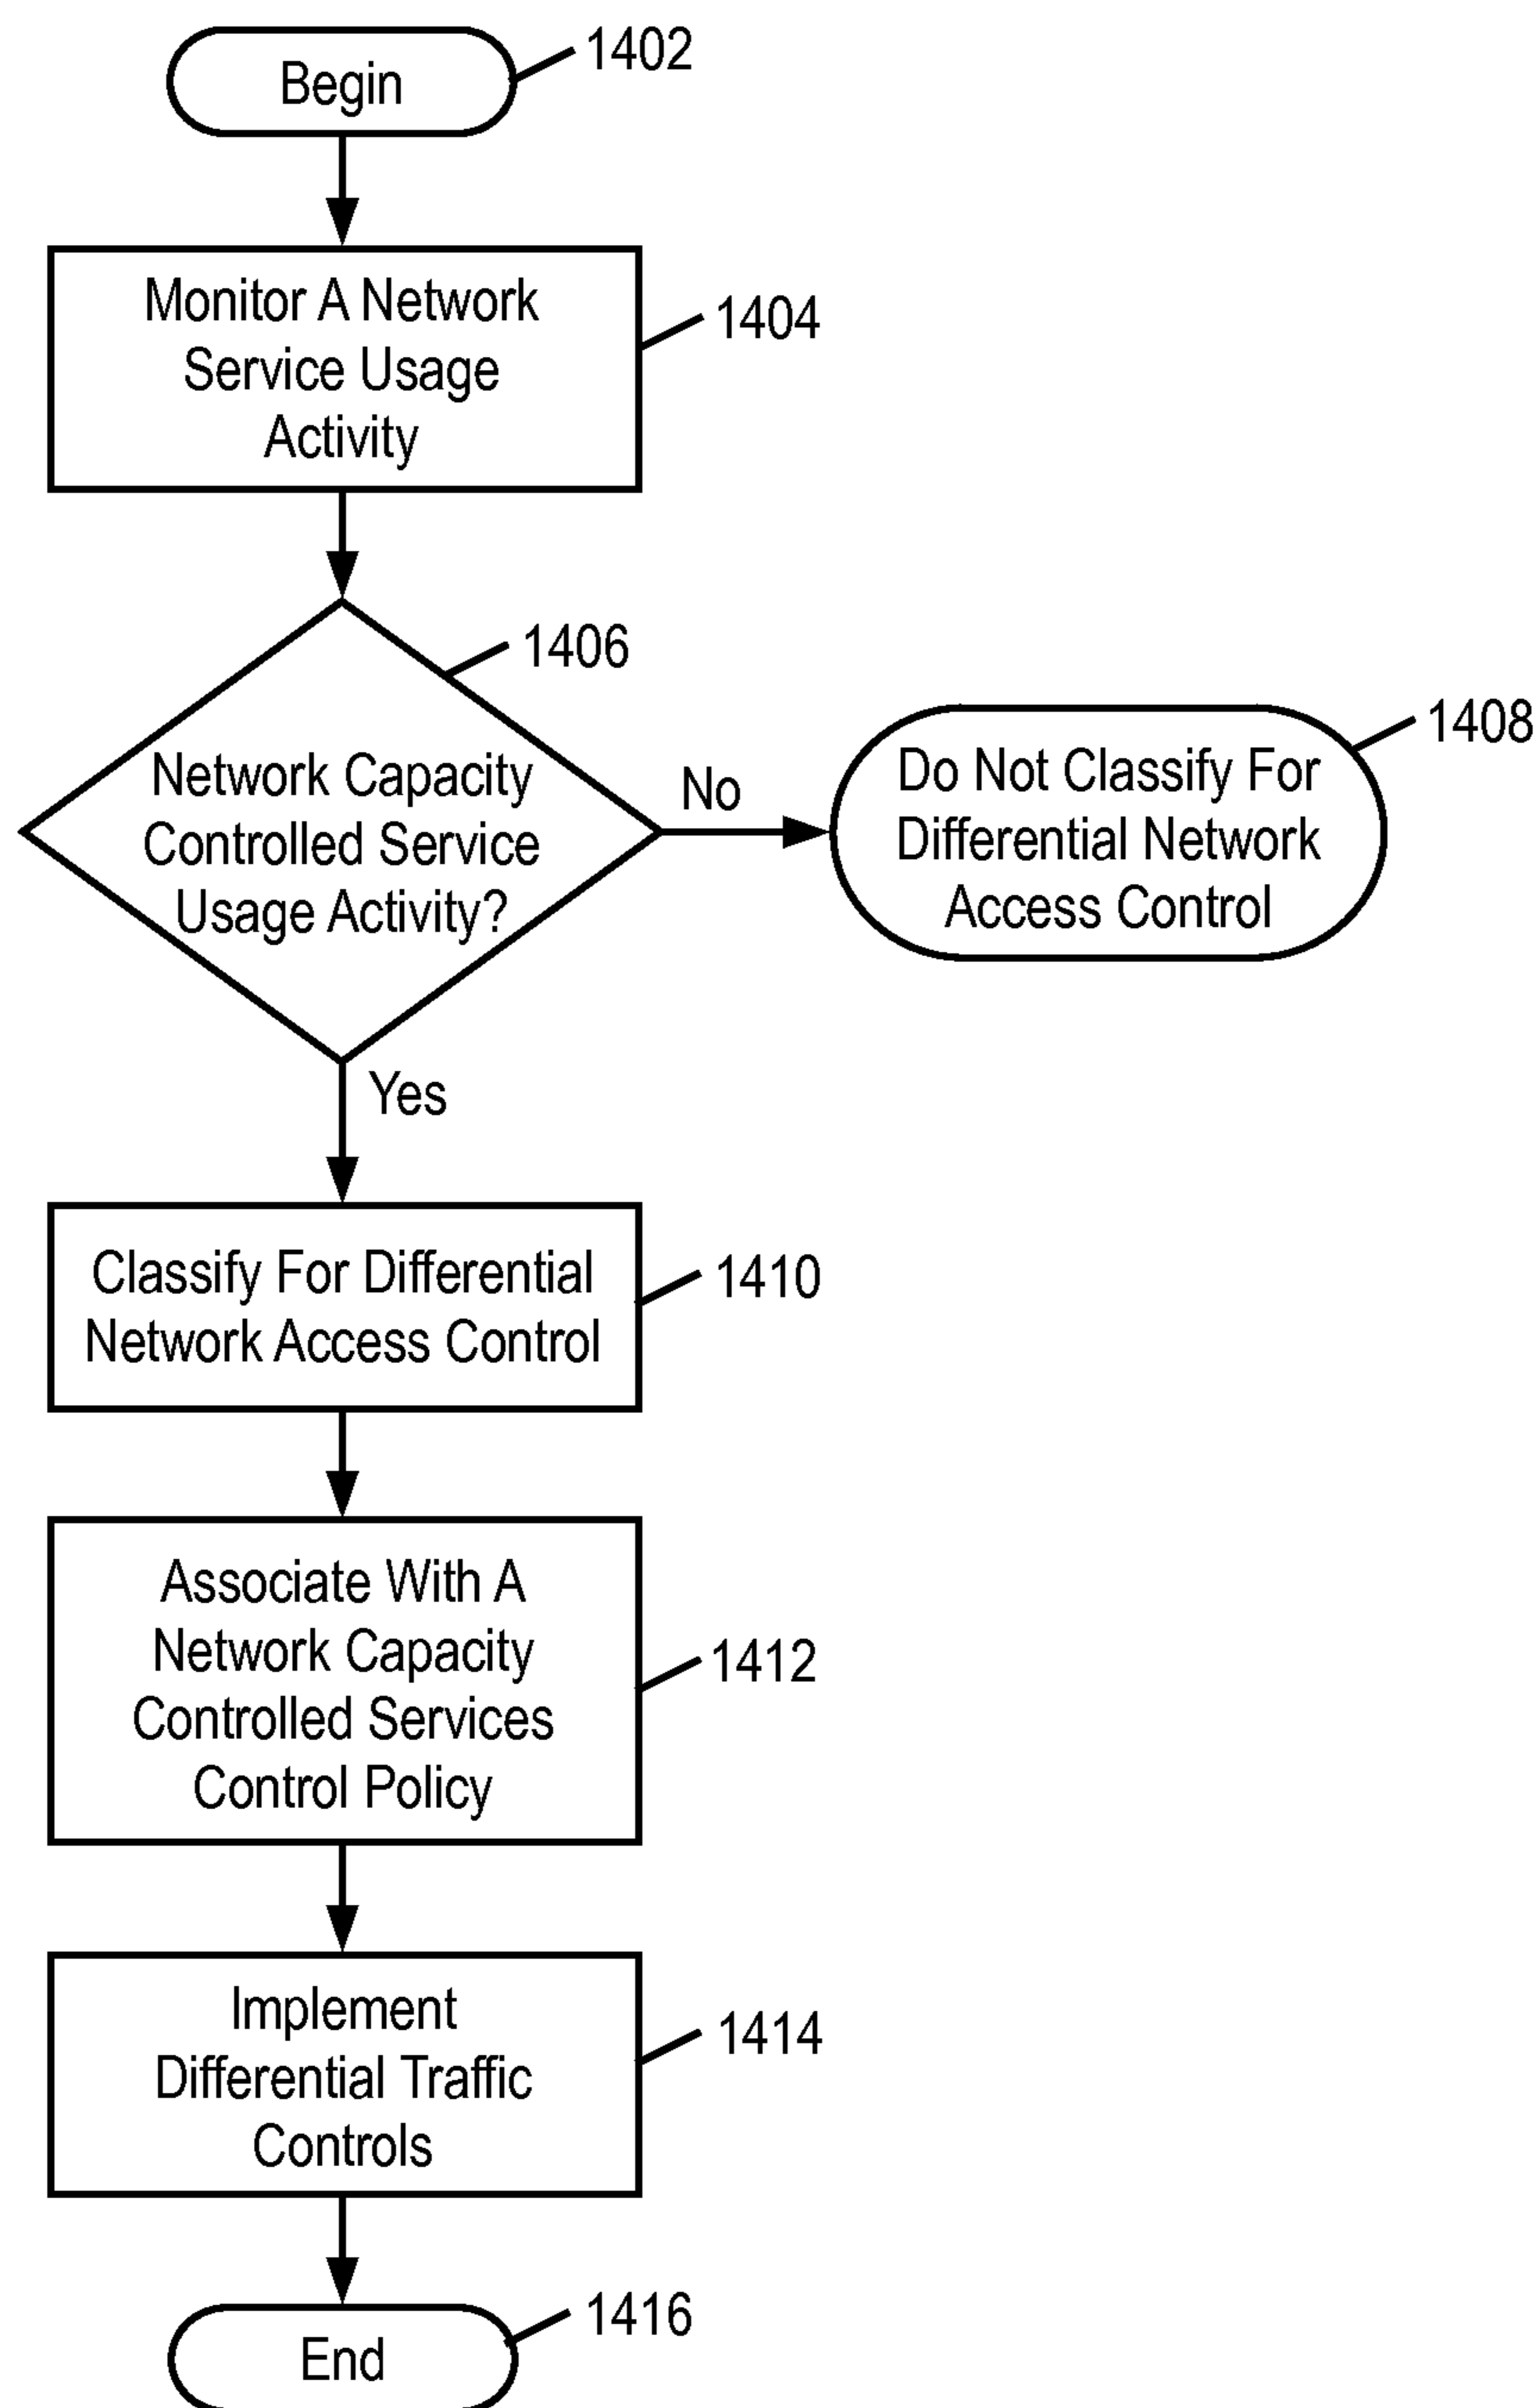 Begin
1402
Monitor A Network
Service Usage
Activity
1404
1406
Network Capacity
Controlled Service
Usage Activity?
No
Do Not Classify For
Differential Network
Access Control
1408
Yes
Classify For Differential
Network Access Control
1410
Associate With A
Network Capacity
Controlled Services
Control Policy
1412
Implement
Differential Traffic
Controls
1414
End
1416